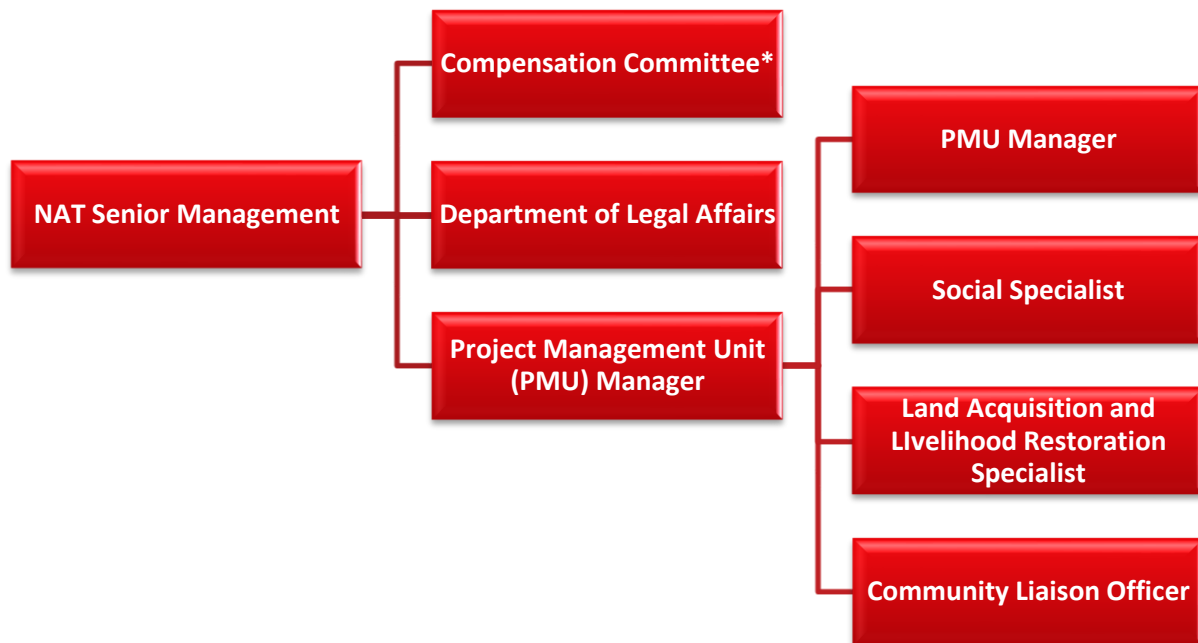 Compensation Committee*
PMU Manager
NAT Senior Management
Department of Legal Affairs
Social Specialist
Project Management Unit
(PMU) Manager
Land Acquisition and
LIvelihood Restoration
Specialist
Community Liaison Officer